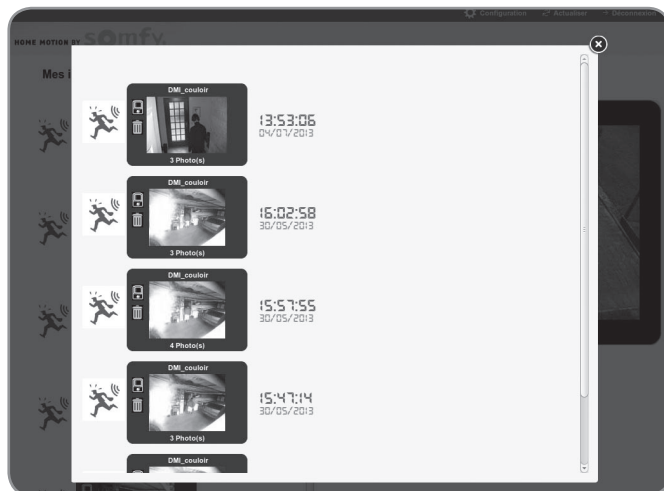 Configuration Actualiser Déconnexion
HOME MOTION BY somfy.
Mes i
DMI_couloir
13:53:06
04/07/2013
3 Photo(s)
DMI_couloir
16:02:58
30/05/2013
3 Photo(s)
DMI_couloir
15:57:55
30/05/2013
4 Photo(s)
DMI_couloir
15:47:14
30/05/2013
3 Photo(s)
DMI_couloir